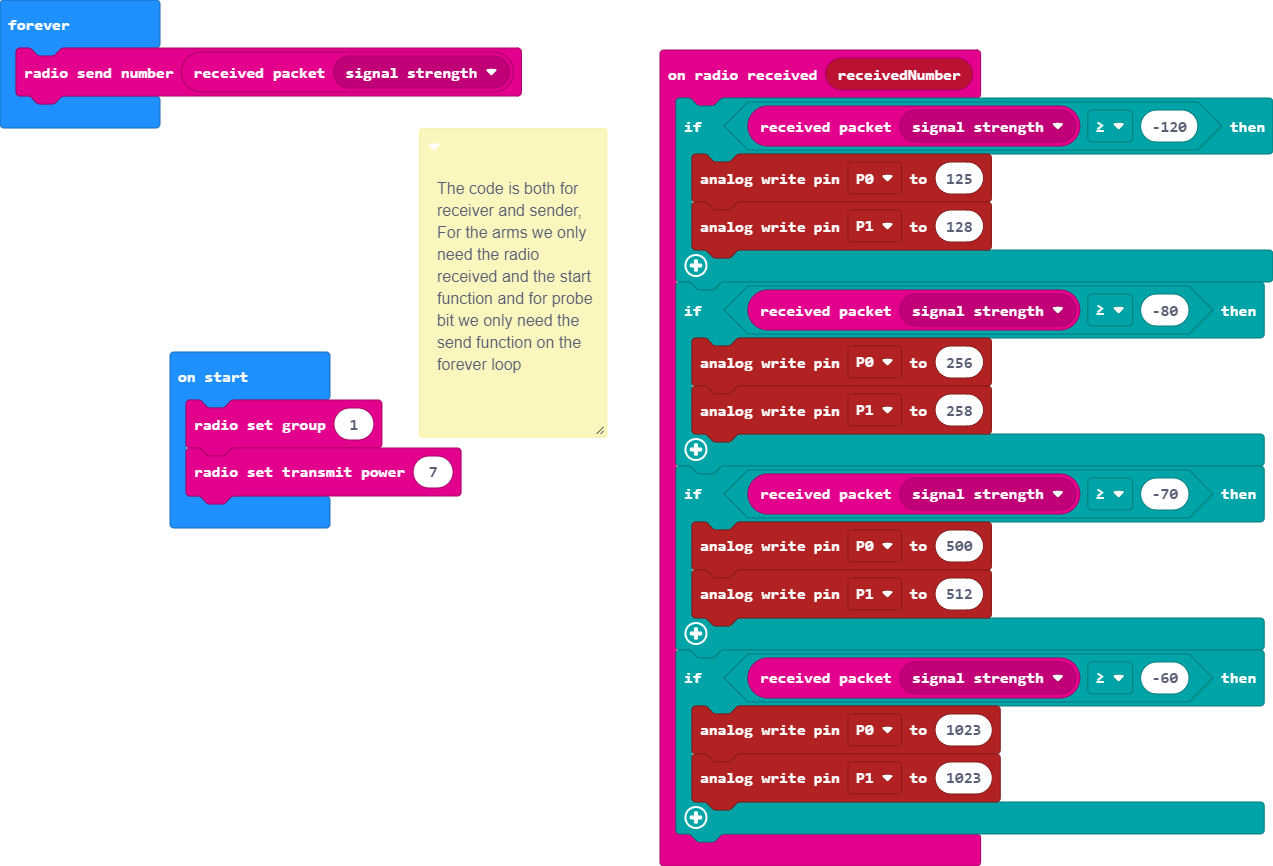 forever
radio send number received packet signal strength
The code is both for
receiver and sender,
For the arms we only
need the radio
received and the start
function and for probe
bit we only need the
send function on the
forever loop
on start
radio set group 1
radio set transmit power 7
on radio received receivedNumber
if received packet signal strength ≥ -120 then
analog write pin P0 to 125
analog write pin P1 to 128
if received packet signal strength ≥ -80 then
analog write pin P0 to 256
analog write pin P1 to 258
if received packet signal strength ≥ -70 then
analog write pin P0 to 500
analog write pin P1 to 512
if received packet signal strength ≥ -60 then
analog write pin P0 to 1023
analog write pin P1 to 1023